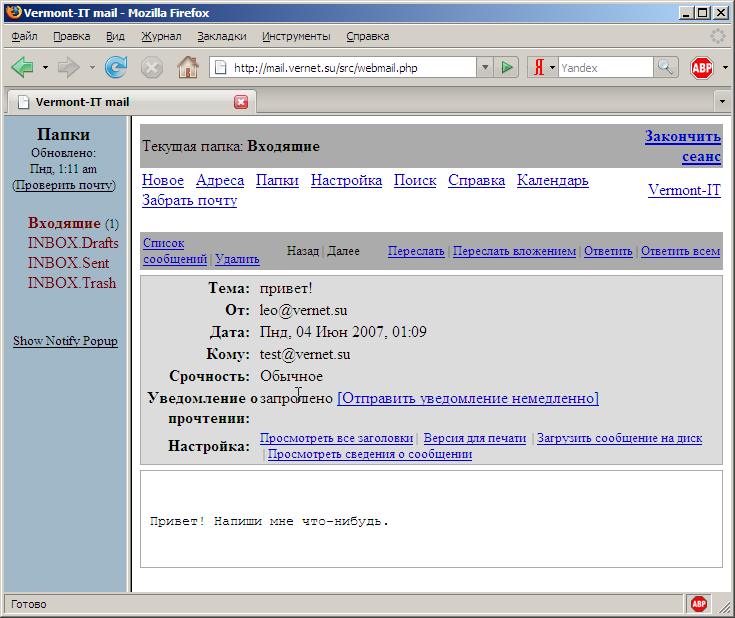 Vermont-IT mail - Mozilla Firefox
Файл Правка Вид Журнал Закладки Инструменты Справка
http://mail.vernet.su/src/webmail.php
Я Yandex ABP
Vermont-IT mail
Папки
Обновлено:
Пнд, 1:11 am
(Проверить почту)
Входящие (1)
INBOX.Drafts
INBOX.Sent
INBOX.Trash
Show Notify Popup
Текущая папка: Входящие
Закончить
сеанс
Новое Адреса Папки Настройка Поиск Справка Календарь
Забрать почту
Vermont-IT
Список
сообщений | Удалить
Назад | Далее
Переслать | Переслать вложением | Ответить | Ответить всем
Тема: привет!
От: leo@vernet.su
Дата: Пнд, 04 Июн 2007, 01:09
Кому: test@vernet.su
Срочность: Обычное
Уведомление о запрошено [Отправить уведомление немедленно]
прочтении:
Настройка: Просмотреть все заголовки | Версия для печати | Загрузить сообщение на диск
| Просмотреть сведения о сообщении
Привет! Напиши мне что-нибудь.
Готово
ABP